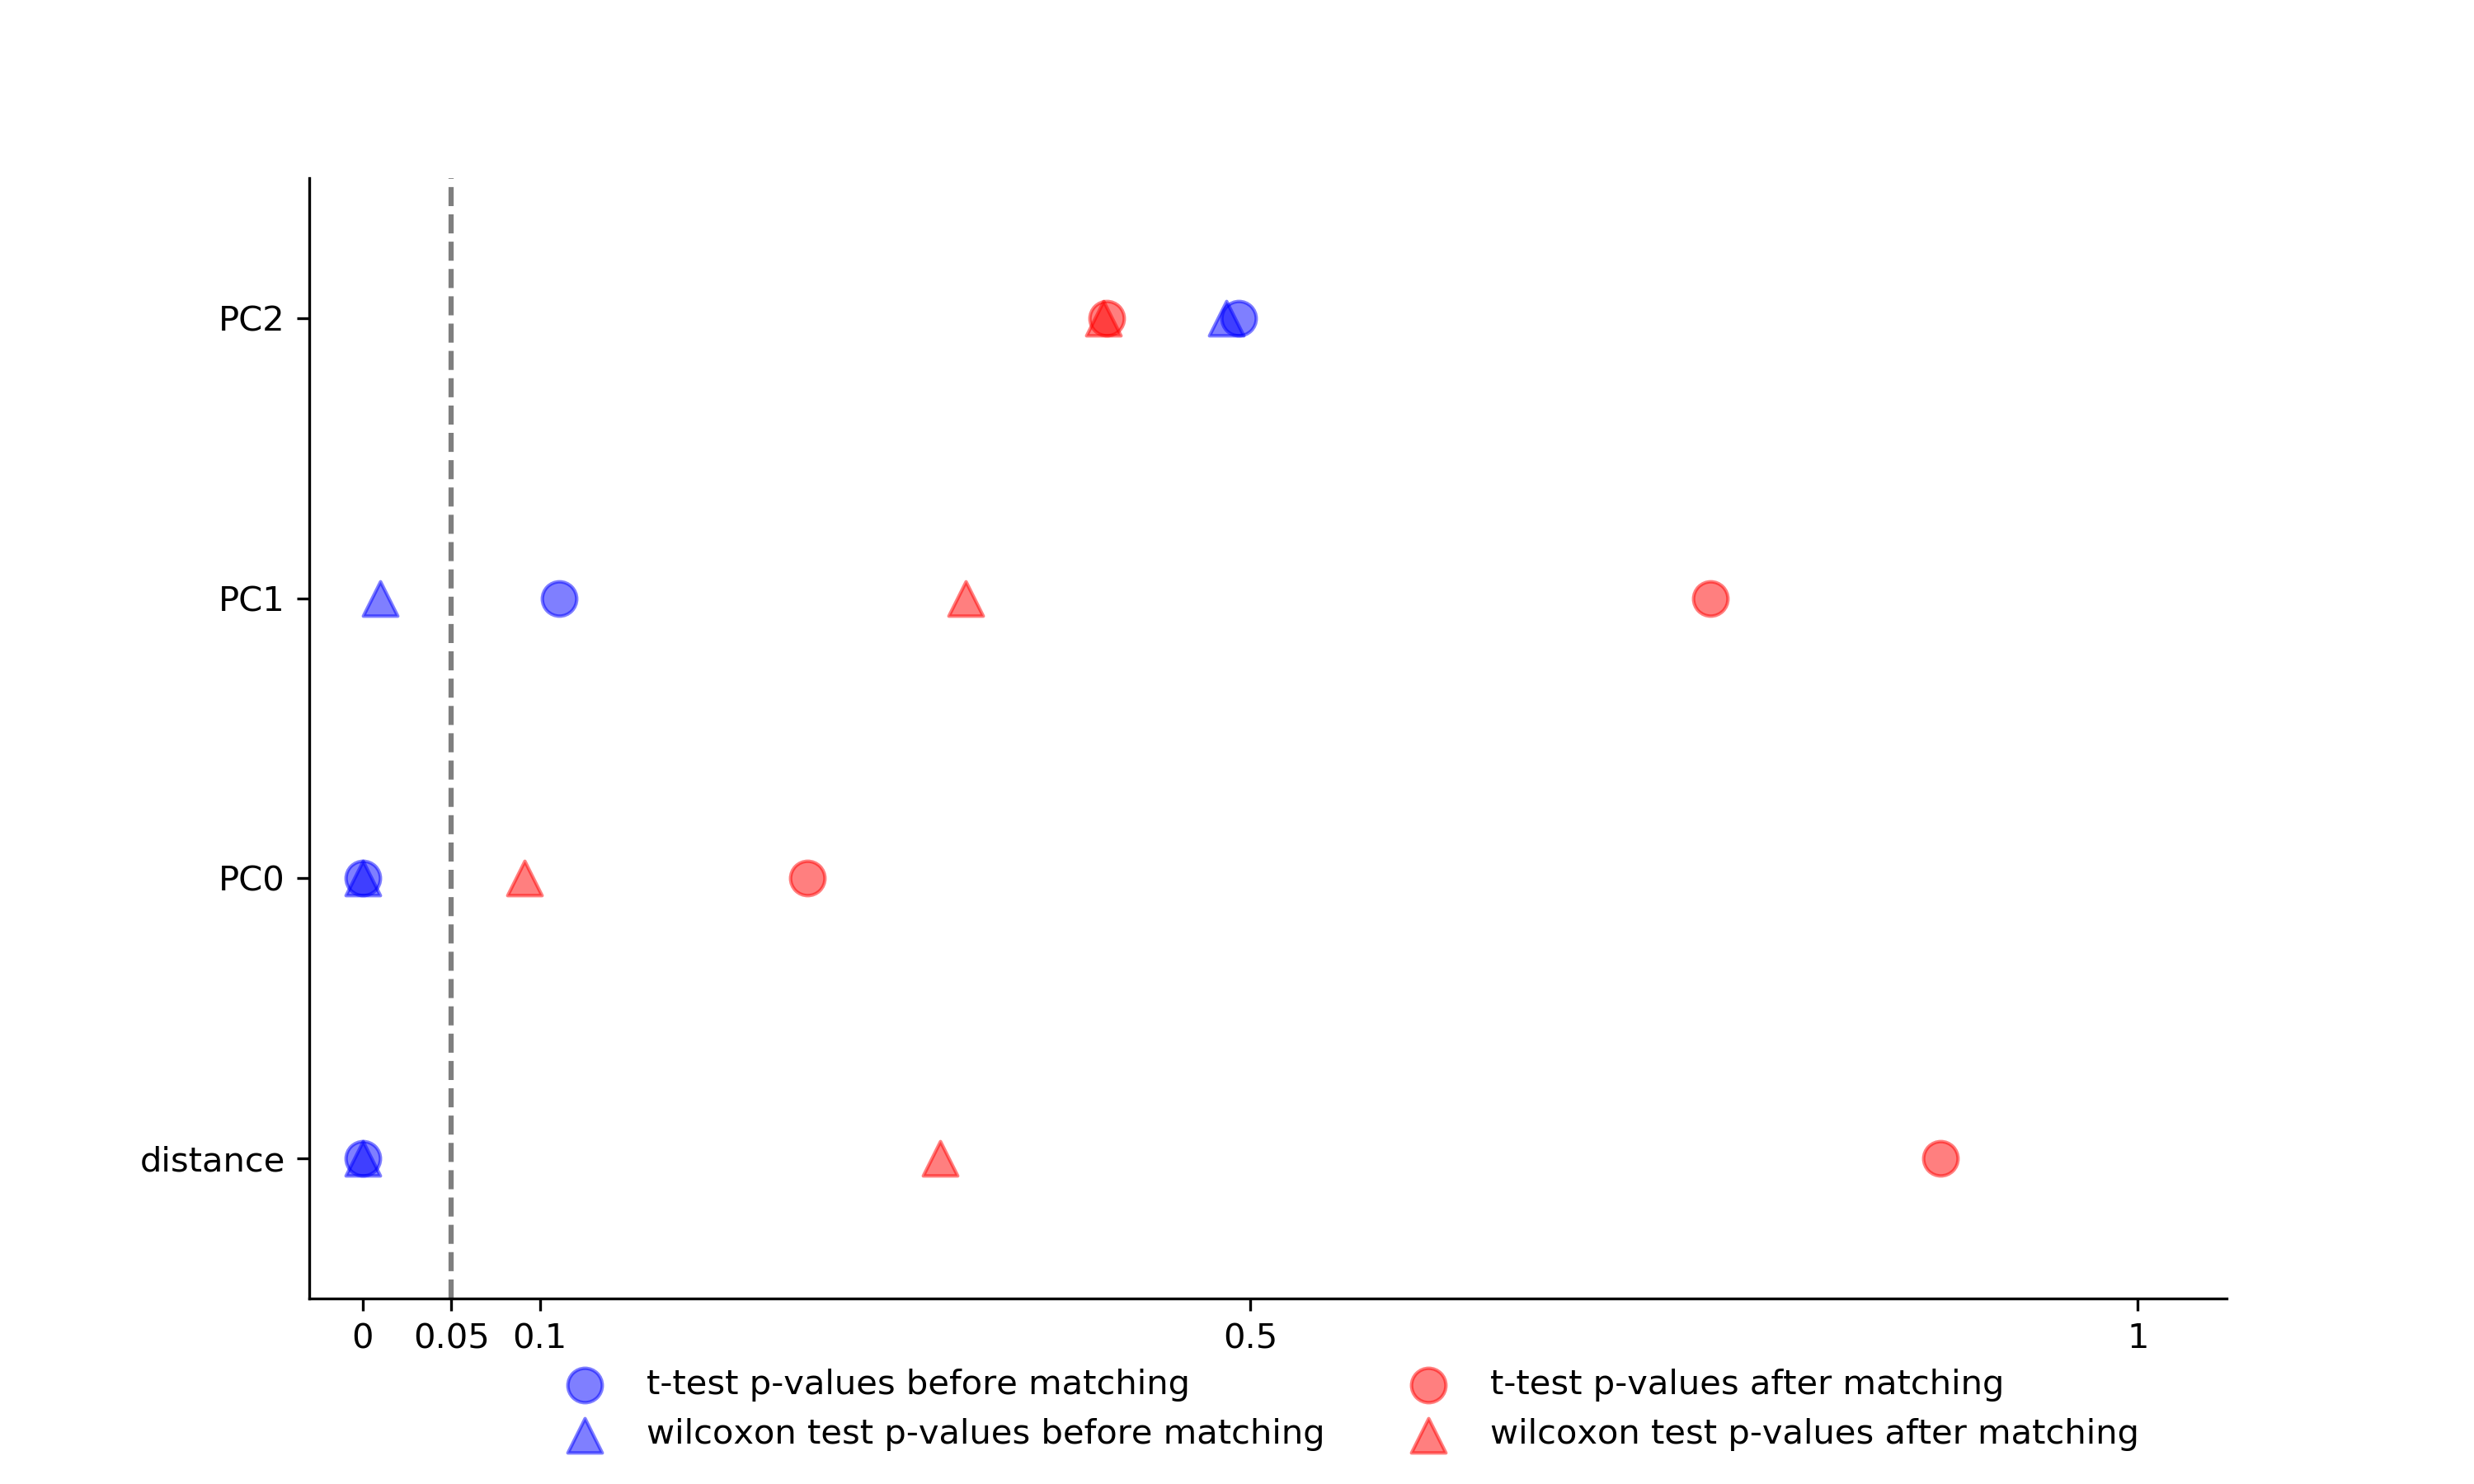 PC2
PC1
PC0
distance
0 0.05 0.1 0.5 1
t-test p-values before matching t-test p-values after matching
wilcoxon test p-values before matching wilcoxon test p-values after matching